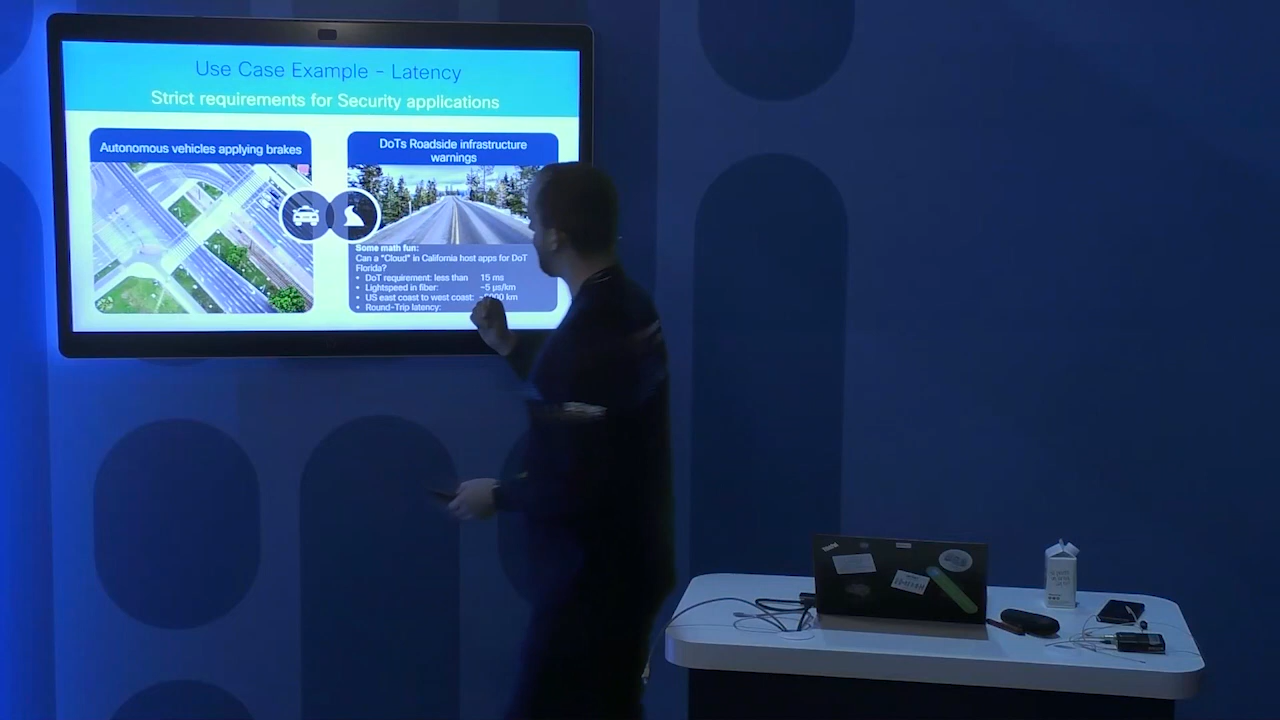 Use Case Example - Latency
Strict requirements for Security applications
Autonomous vehicles applying brakes
DoTs Roadside infrastructure
warnings
Some math fun:
Can a "Cloud" in California host apps for DoT
Florida?
• DoT requirement: less than 15 ms
• Lightspeed in fiber: ~5 µs/km
• US east coast to west coast: km
• Round-Trip latency: